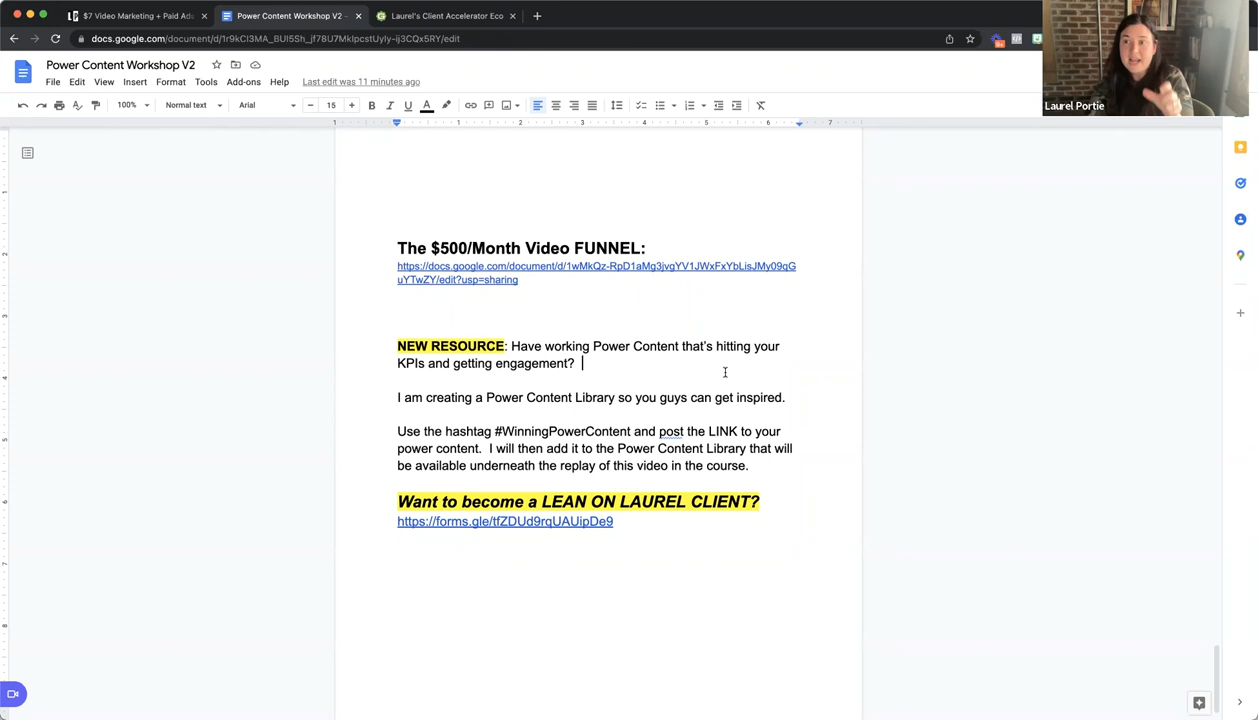 $7 Video Marketing + Paid Ads
Power Content Workshop V2 -
Laurel's Client Accelerator Eco
docs.google.com/document/d/1r9kCl3MA_BUI5Sh_jf78U7MklpcstUyIy-ij3CQx5RY/edit
Laurel Portie
Power Content Workshop V2
File Edit View Insert Format Tools Add-ons Help Last edit was 11 minutes ago
100% Normal text Arial 15
The $500/Month Video FUNNEL:
https://docs.google.com/document/d/1wMkQz-RpD1aMg3jvgYV1JWxFxYbLisJMy09qG
uYTwZY/edit?usp=sharing
NEW RESOURCE: Have working Power Content that's hitting your
KPIs and getting engagement?
I am creating a Power Content Library so you guys can get inspired.
Use the hashtag #WinningPowerContent and post the LINK to your
power content. I will then add it to the Power Content Library that will
be available underneath the replay of this video in the course.
Want to become a LEAN ON LAUREL CLIENT?
https://forms.gle/tfZDUd9rqUAUipDe9